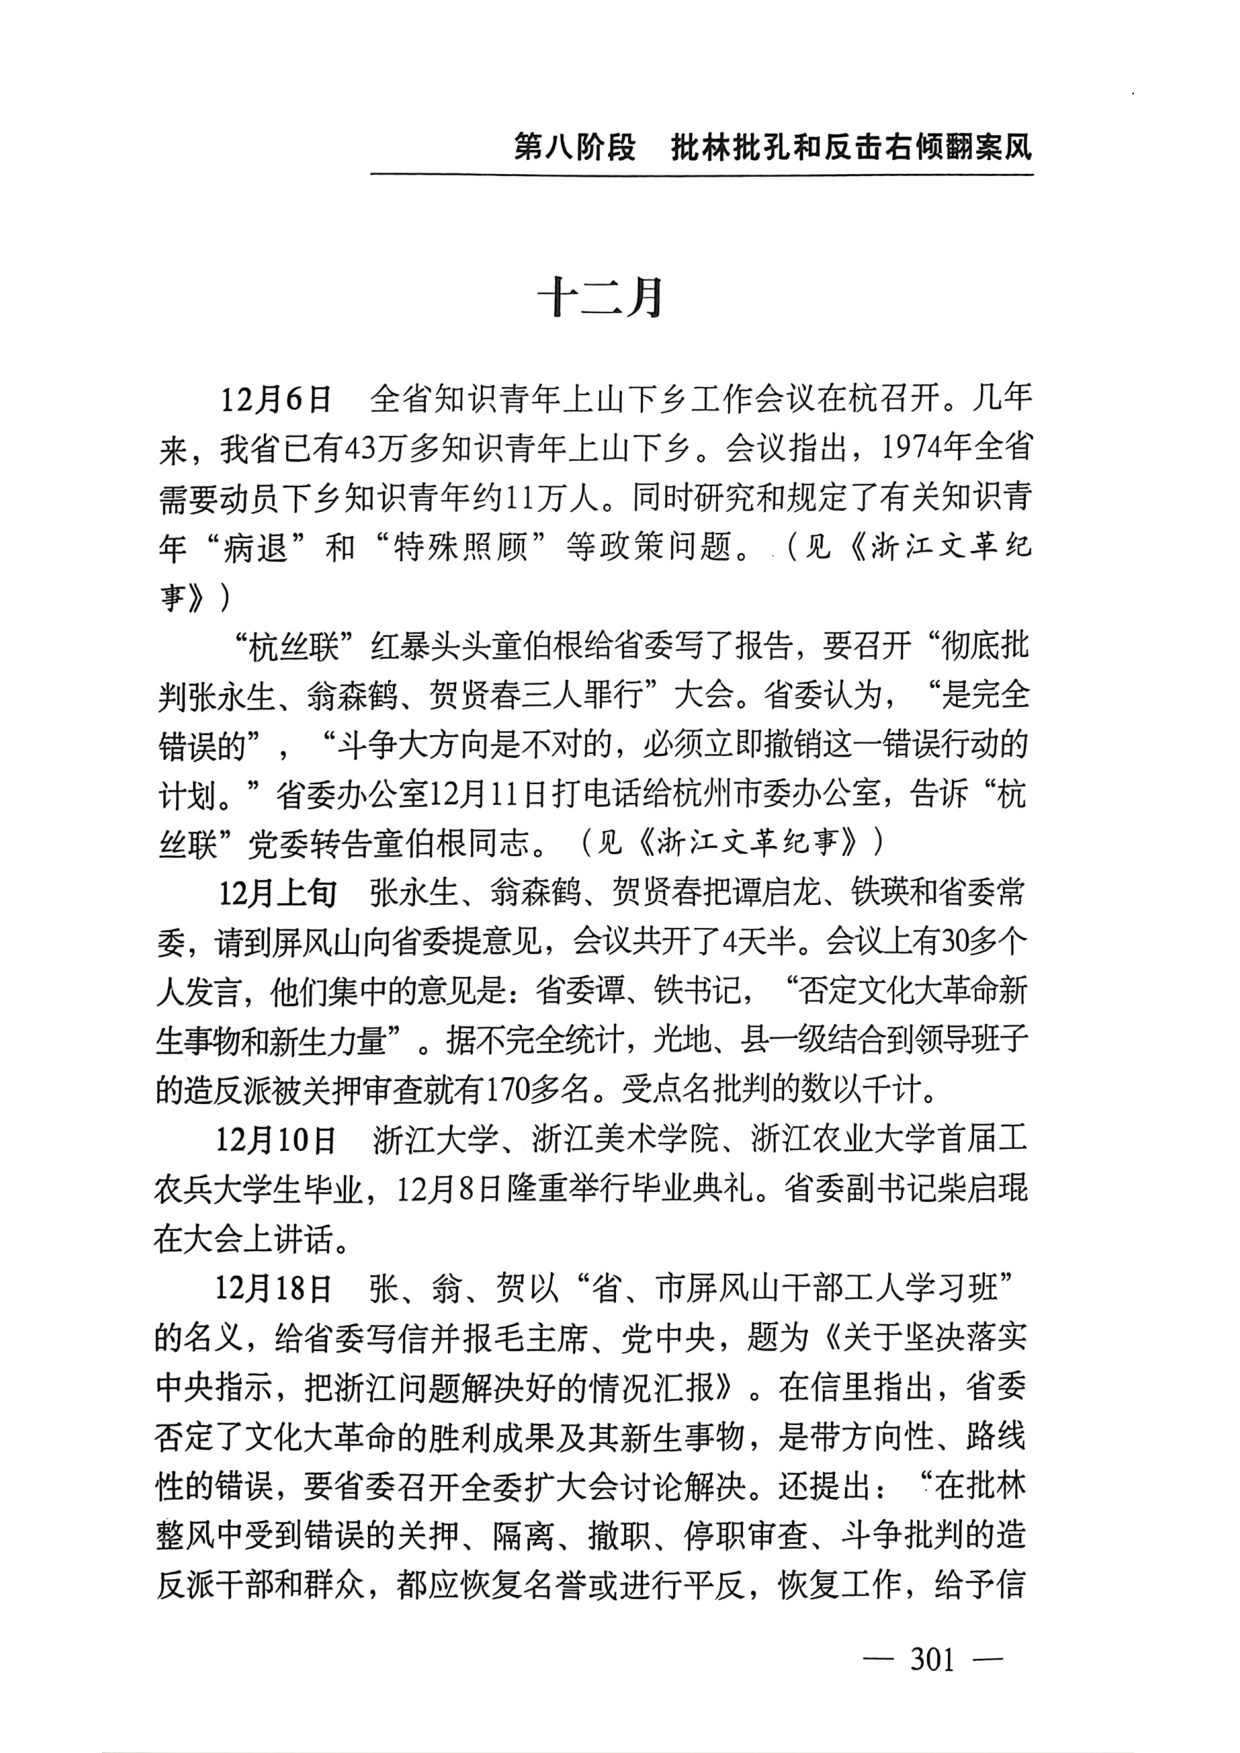 第八阶段　批林批孔和反击右倾翻案风
十二月
12月6日　全省知识青年上山下乡工作会议在杭召开。几年
来，我省已有43万多知识青年上山下乡。会议指出，1974年全省
需要动员下乡知识青年约11万人。同时研究和规定了有关知识青
年“病退”和“特殊照顾”等政策问题。（见《浙江文革纪
事》）
“杭丝联”红暴头头童伯根给省委写了报告，要召开“彻底批
判张永生、翁森鹤、贺贤春三人罪行”大会。省委认为，“是完全
错误的”，“斗争大方向是不对的，必须立即撤销这一错误行动的
计划。”省委办公室12月11日打电话给杭州市委办公室，告诉“杭
丝联”党委转告童伯根同志。（见《浙江文革纪事》）
12月上旬　张永生、翁森鹤、贺贤春把谭启龙、铁瑛和省委常
委，请到屏风山向省委提意见，会议共开了4天半。会议上有30多个
人发言，他们集中的意见是：省委谭、铁书记，“否定文化大革命新
生事物和新生力量”。据不完全统计，光地、县一级结合到领导班子
的造反派被关押审查就有170多名。受点名批判的数以千计。
12月10日　浙江大学、浙江美术学院、浙江农业大学首届工
农兵大学生毕业，12月8日隆重举行毕业典礼。省委副书记柴启琨
在大会上讲话。
12月18日　张、翁、贺以“省、市屏风山干部工人学习班”
的名义，给省委写信并报毛主席、党中央，题为《关于坚决落实
中央指示，把浙江问题解决好的情况汇报》。在信里指出，省委
否定了文化大革命的胜利成果及其新生事物，是带方向性、路线
性的错误，要省委召开全委扩大会讨论解决。还提出：“在批林
整风中受到错误的关押、隔离、撤职、停职审查、斗争批判的造
反派干部和群众，都应恢复名誉或进行平反，恢复工作，给予信
— 301 —